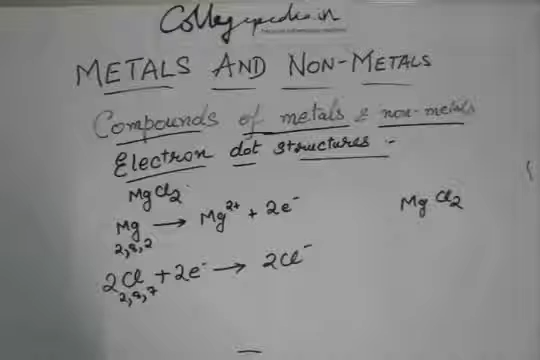 Collegepedia.in
METALS AND NON-METALS
Compounds of metals & non-metals
Electron dot structures -
MgCl2
Mg → Mg2+ + 2e-
2,8,2
MgCl2
2Cl + 2e- → 2Cl-
2,8,7